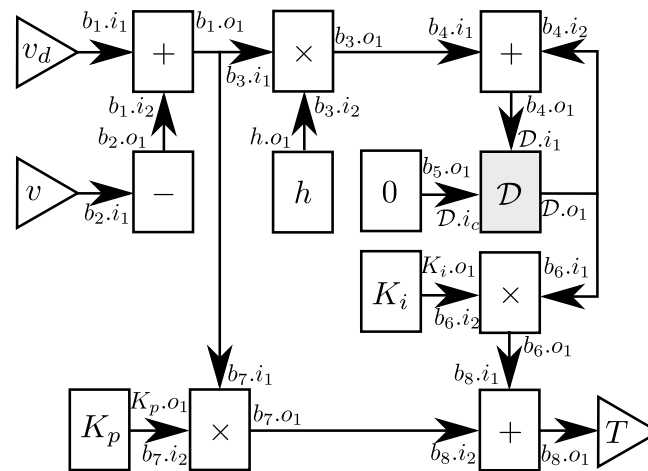 b₁.i₁ b₁.o₁ b₃.o₁ b₄.i₁ b₄.i₂
v_d + × +
b₃.i₁
b₁.i₂ b₃.i₂ b₄.o₁
b₂.o₁ h.o₁ 𝒟.i₁
b₅.o₁
v − h 0 𝒟
b₂.i₁ 𝒟.i_c 𝒟.o₁
K_i.o₁ b₆.i₁
K_i ×
b₆.i₂
b₆.o₁
b₇.i₁ b₈.i₁
K_p.o₁ b₇.o₁
K_p × + T
b₇.i₂ b₈.i₂ b₈.o₁